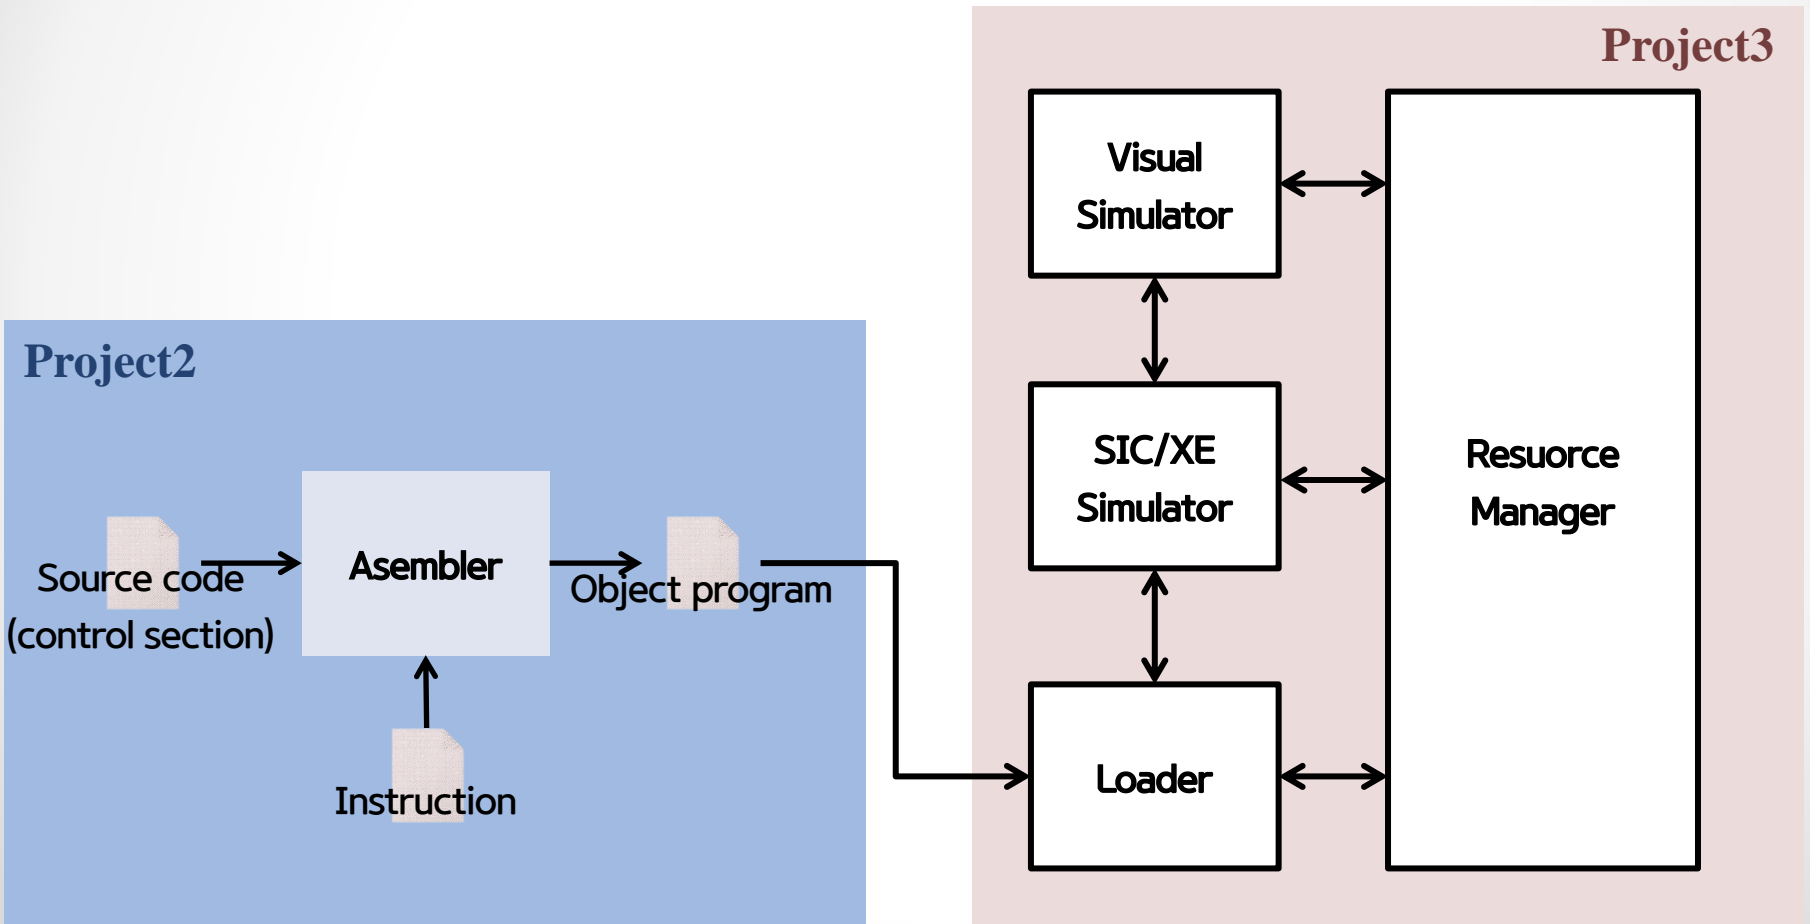 Project3
Visual
Simulator
Project2
SIC/XE
Simulator
Resuorce
Manager
Asembler
Source code
(control section)
Object program
Instruction
Loader